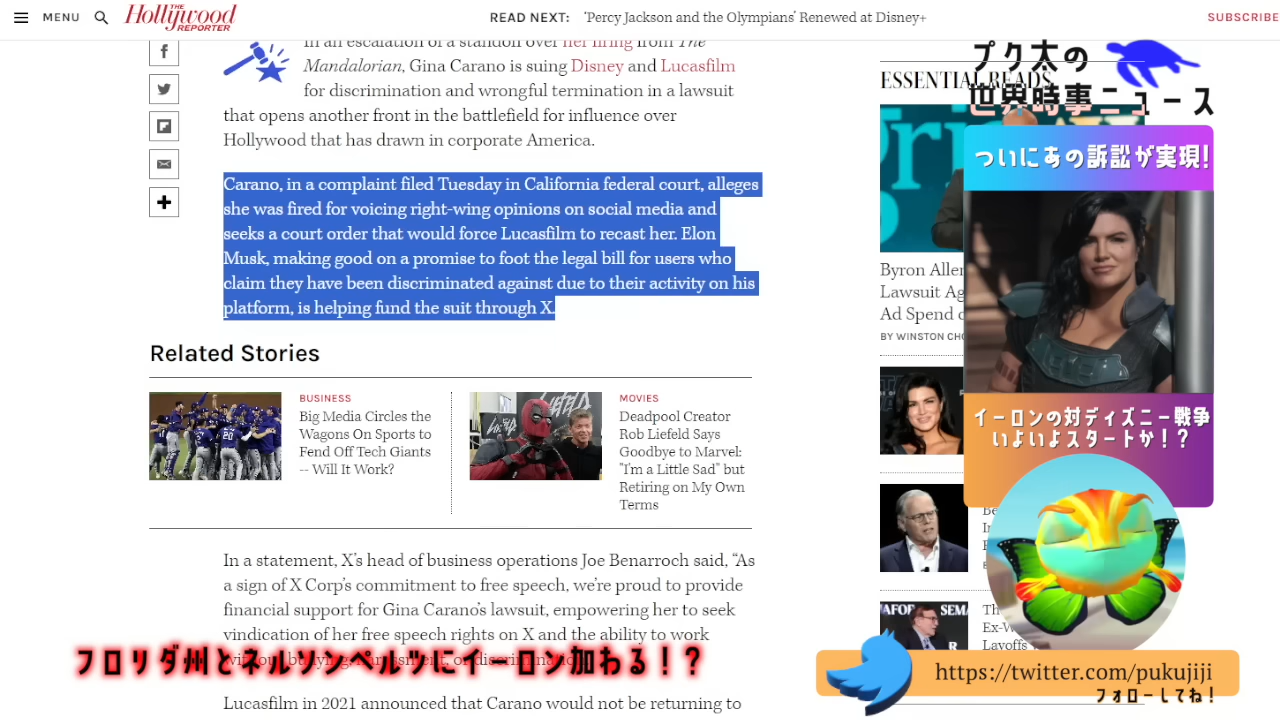 MENU
THE
Hollywood
REPORTER
READ NEXT: 'Percy Jackson and the Olympians' Renewed at Disney+
SUBSCRIBE
In an escalation of a standoff over her firing from The
Mandalorian, Gina Carano is suing Disney and Lucasfilm
for discrimination and wrongful termination in a lawsuit
that opens another front in the battlefield for influence over
Hollywood that has drawn in corporate America.
Carano, in a complaint filed Tuesday in California federal court, alleges
she was fired for voicing right-wing opinions on social media and
seeks a court order that would force Lucasfilm to recast her. Elon
Musk, making good on a promise to foot the legal bill for users who
claim they have been discriminated against due to their activity on his
platform, is helping fund the suit through X.
Related Stories
BUSINESS
Big Media Circles the
Wagons On Sports to
Fend Off Tech Giants
-- Will It Work?
MOVIES
Deadpool Creator
Rob Liefeld Says
Goodbye to Marvel:
"I'm a Little Sad" but
Retiring on My Own
Terms
In a statement, X's head of business operations Joe Benarroch said, “As
a sign of X Corp's commitment to free speech, we're proud to provide
financial support for Gina Carano's lawsuit, empowering her to seek
vindication of her free speech rights on X and the ability to work
フロリダ州とネルソンペルツにイーロン加わる!?
Lucasfilm in 2021 announced that Carano would not be returning to
ESSENTIAL READS
プク太の
世界時事ニュース
ついにあの訴訟が実現!
Byron Allen
Lawsuit Ag
Ad Spend
BY WINSTON CHO
イーロンの対ディズニー戦争
いよいよスタートか!?
Be
In
Th
Ex-W
Layoffs
https://twitter.com/pukujiji
フォローしてね!